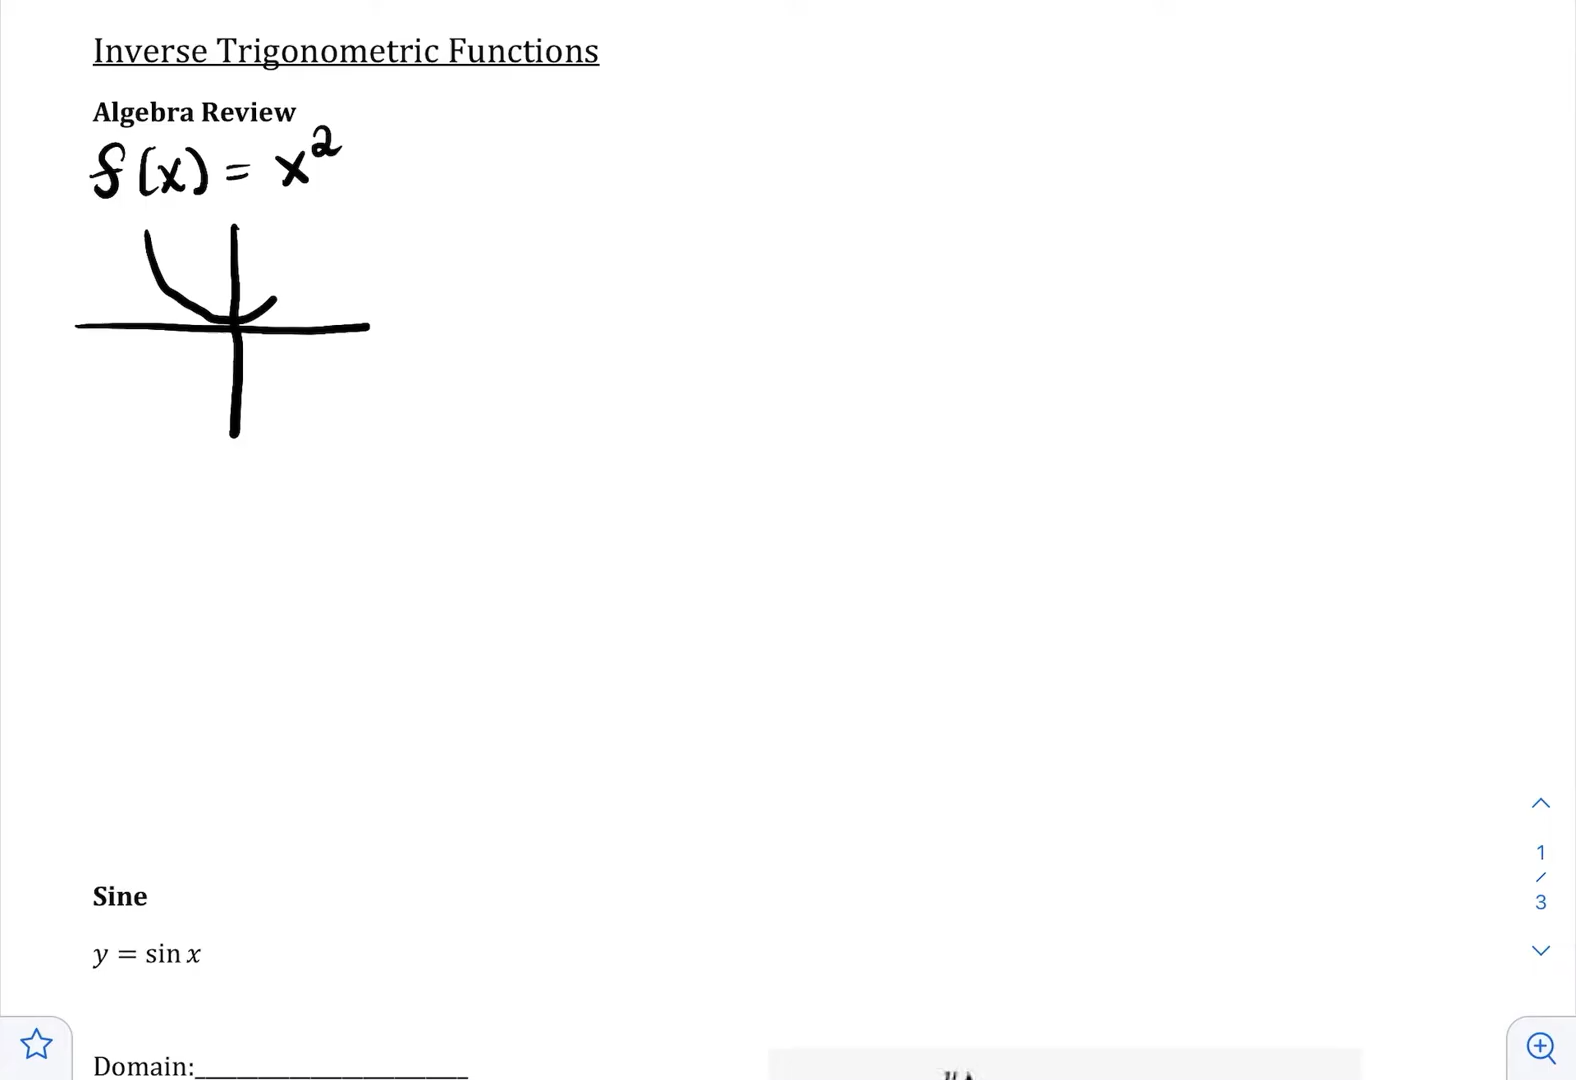 Inverse Trigonometric Functions
Algebra Review
f(x) = x²
Sine
y = sin x
Domain:____________________
y
1
/
3